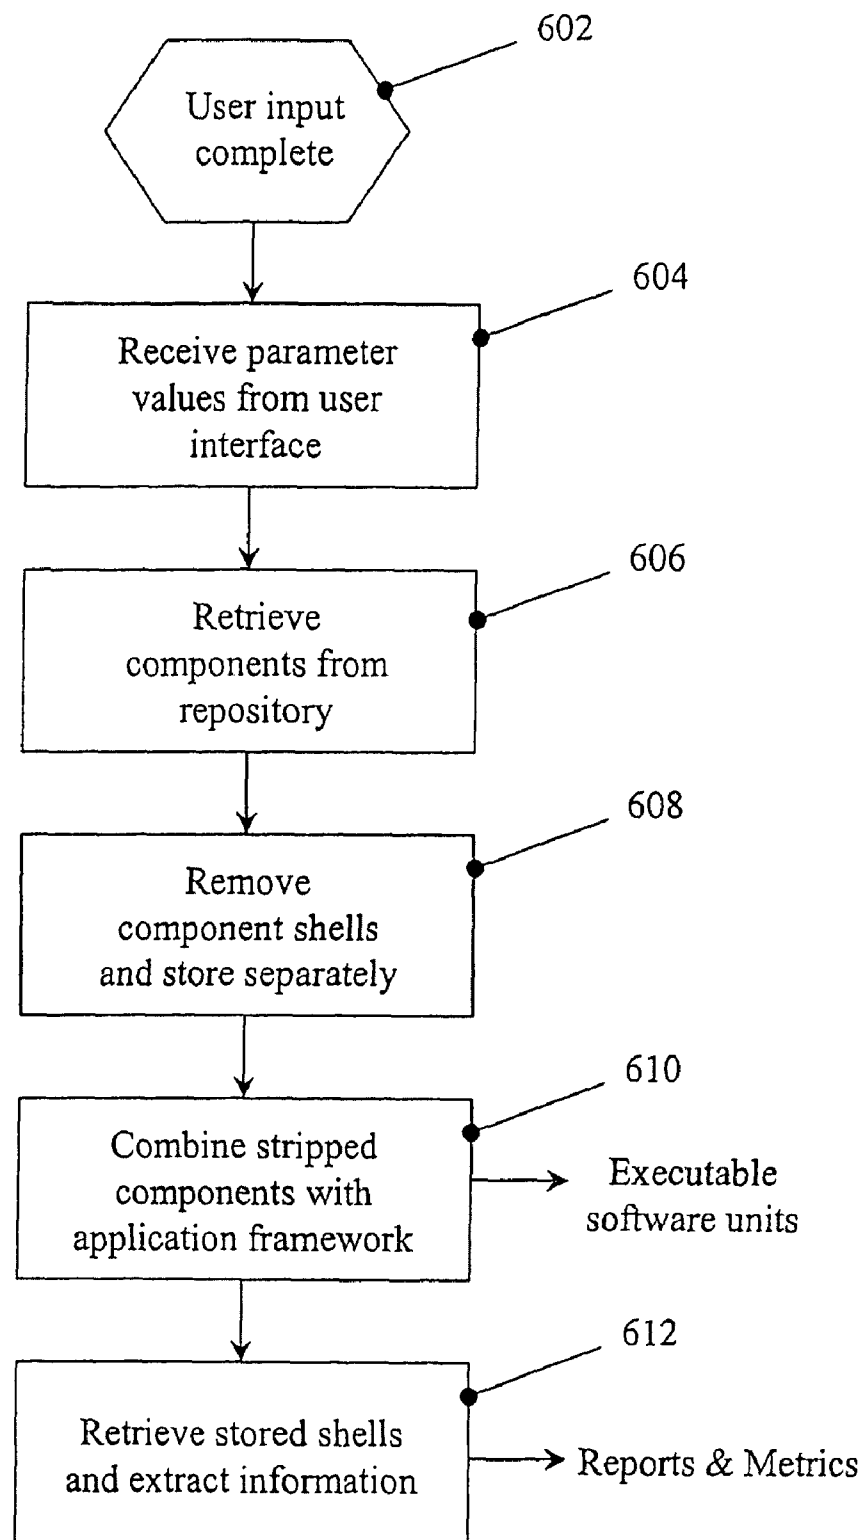 602
User input
complete
604
Receive parameter
values from user
interface
606
Retrieve
components from
repository
608
Remove
component shells
and store separately
610
Combine stripped
components with
application framework
Executable
software units
612
Retrieve stored shells
and extract information
Reports & Metrics